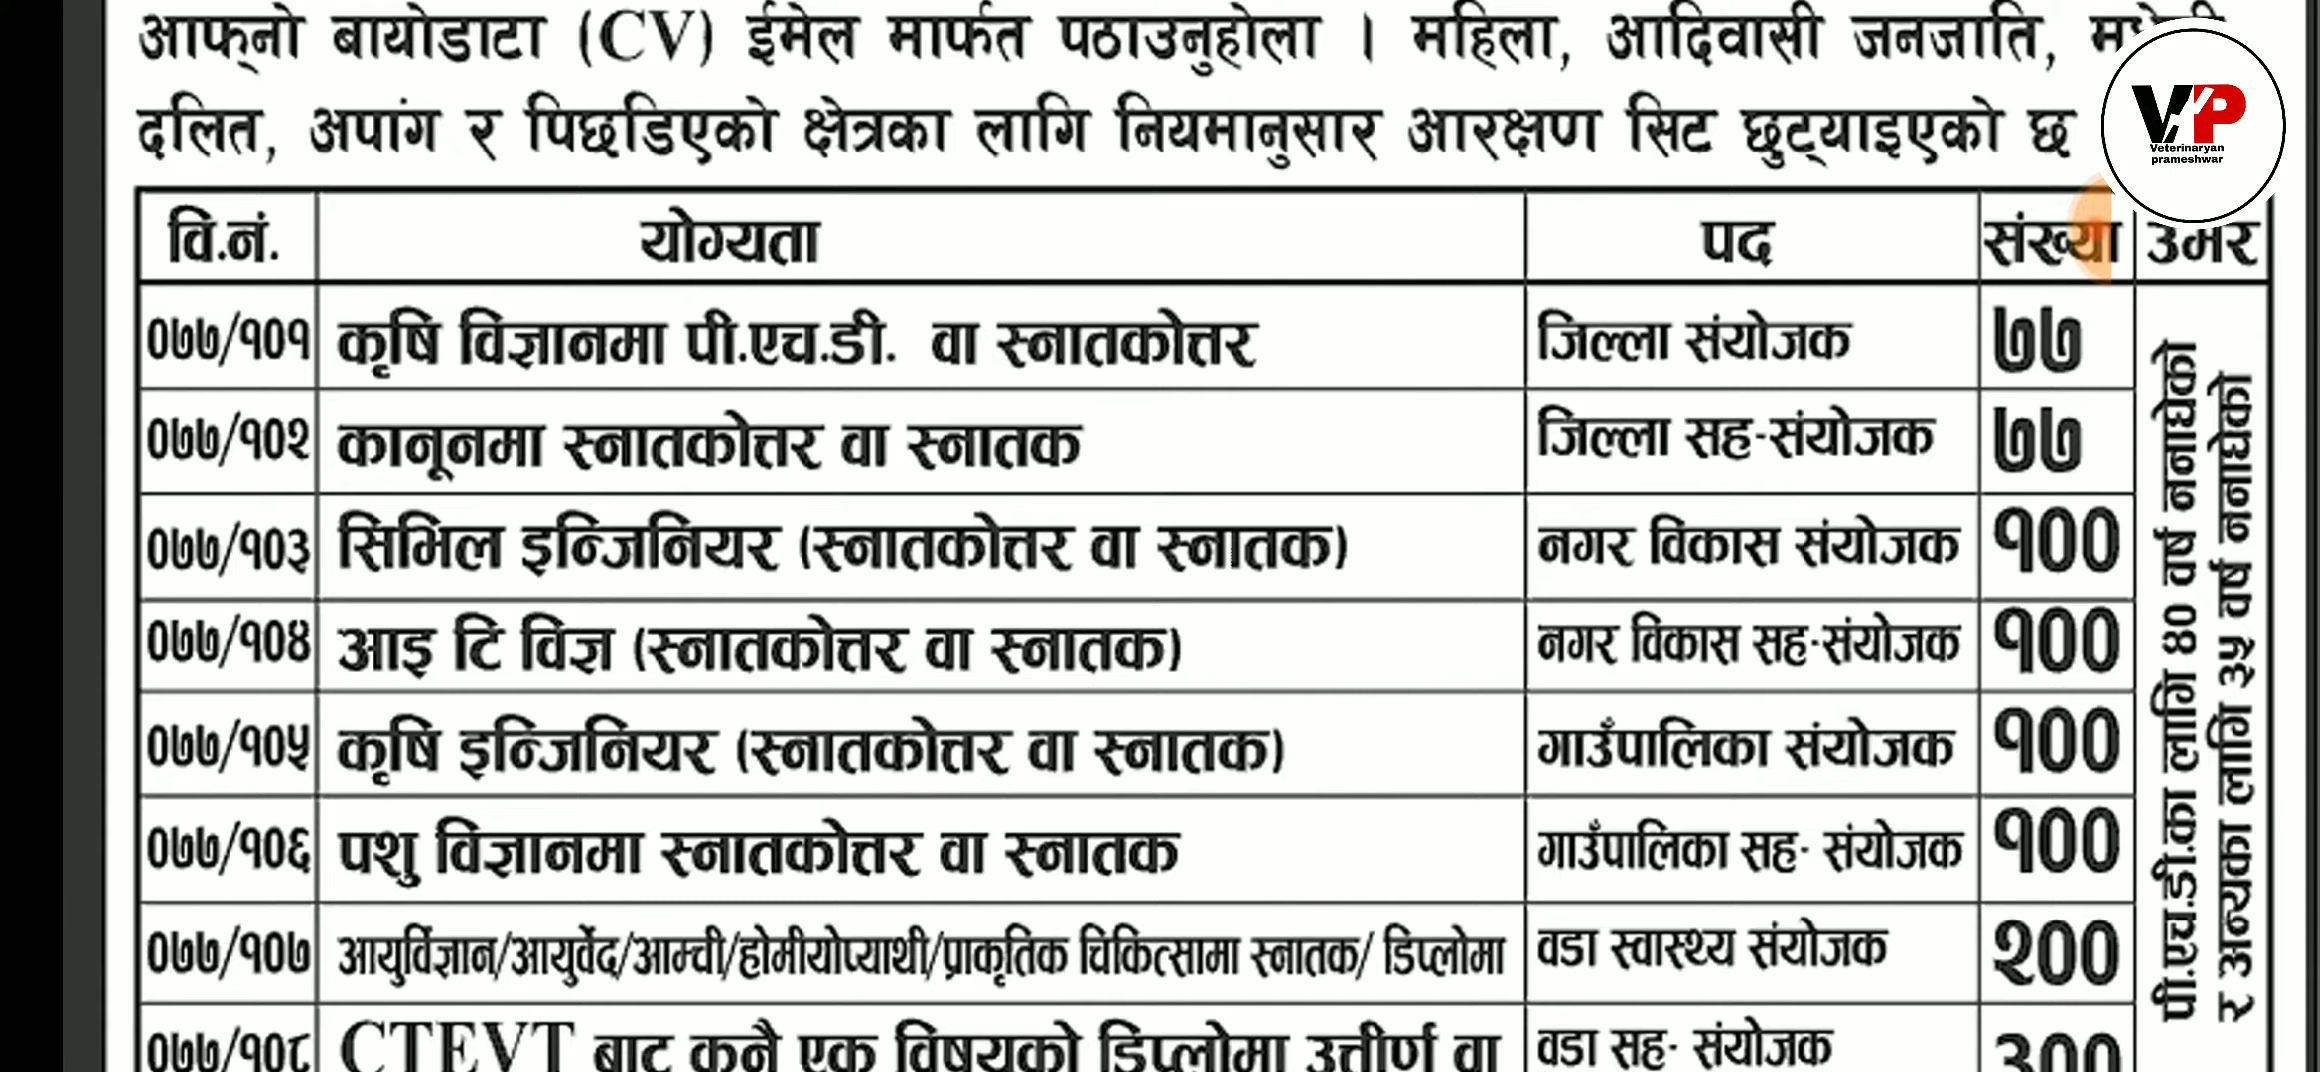 आफ्नो बायोडाटा (CV) ईमेल मार्फत पठाउनुहोला । महिला, आदिवासी जनजाति,
दलित, अपांग र पिछडिएको क्षेत्रका लागि नियमानुसार आरक्षण सिट छुट्याइएको छ
VP
Veterinaryan
prameshwar
वि.नं. योग्यता पद संख्या उमर
०७७/१०१ कृषि विज्ञानमा पी.एच.डी. वा स्नातकोत्तर जिल्ला संयोजक ७७
०७७/१०२ कानूनमा स्नातकोत्तर वा स्नातक जिल्ला सह-संयोजक ७७
०७७/१०३ सिभिल इन्जिनियर (स्नातकोत्तर वा स्नातक) नगर विकास संयोजक १००
०७७/१०४ आइ टि विज्ञ (स्नातकोत्तर वा स्नातक) नगर विकास सह-संयोजक १००
०७७/१०५ कृषि इन्जिनियर (स्नातकोत्तर वा स्नातक) गाउँपालिका संयोजक १००
०७७/१०६ पशु विज्ञानमा स्नातकोत्तर वा स्नातक गाउँपालिका सह- संयोजक १००
०७७/१०७ आयुर्विज्ञान/आयुर्वेद/आम्ची/होमीयोप्याथी/प्राकृतिक चिकित्सामा स्नातक/ डिप्लोमा वडा स्वास्थ्य संयोजक २००
०७७/१०८ CTEVT बाट कुनै एक विषयको डिप्लोमा उत्तीर्ण वा वडा सह- संयोजक ३००
पी.एच.डी.का लागि ४० वर्ष ननाघेको
र अन्यका लागि ३५ वर्ष ननाघेको